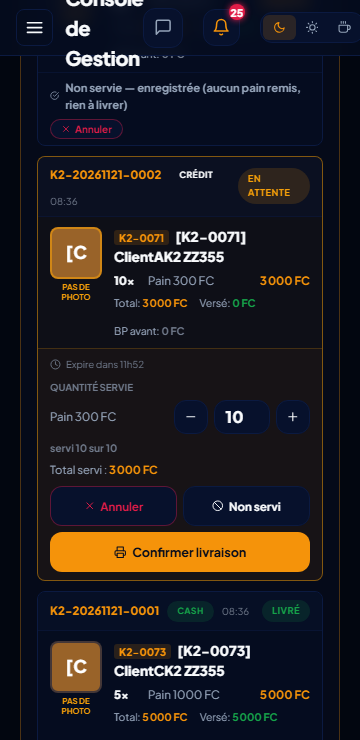 Console
de
Gestion
25
Non servie — enregistrée (aucun pain remis,
rien à livrer)
× Annuler
K2-20261121-0002 CRÉDIT EN ATTENTE
08:36
[C
PAS DE
PHOTO
K2-0071 [K2-0071]
ClientAK2 ZZ355
10× Pain 300 FC 3 000 FC
Total: 3 000 FC Versé: 0 FC
BP avant: 0 FC
Expire dans 11h52
QUANTITÉ SERVIE
Pain 300 FC − 10 +
servi 10 sur 10
Total servi : 3 000 FC
× Annuler Non servi
Confirmer livraison
K2-20261121-0001 CASH 08:36 LIVRÉ
[C
PAS DE
PHOTO
K2-0073 [K2-0073]
ClientCK2 ZZ355
5× Pain 1000 FC 5 000 FC
Total: 5 000 FC Versé: 5 000 FC